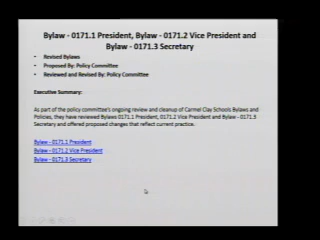 Bylaw - 0171.1 President, Bylaw - 0171.2 Vice President and
Bylaw - 0171.3 Secretary
• Revised Bylaws
• Proposed By: Policy Committee
• Reviewed and Revised By: Policy Committee
Executive Summary:
As part of the policy committee's ongoing review and cleanup of Carmel Clay Schools Bylaws and
Policies, they have reviewed Bylaws 0171.1 President, 0171.2 Vice President and Bylaw - 0171.3
Secretary and offered proposed changes that reflect current practice.
Bylaw - 0171.1 President
Bylaw - 0171.2 Vice President
Bylaw - 0171.3 Secretary